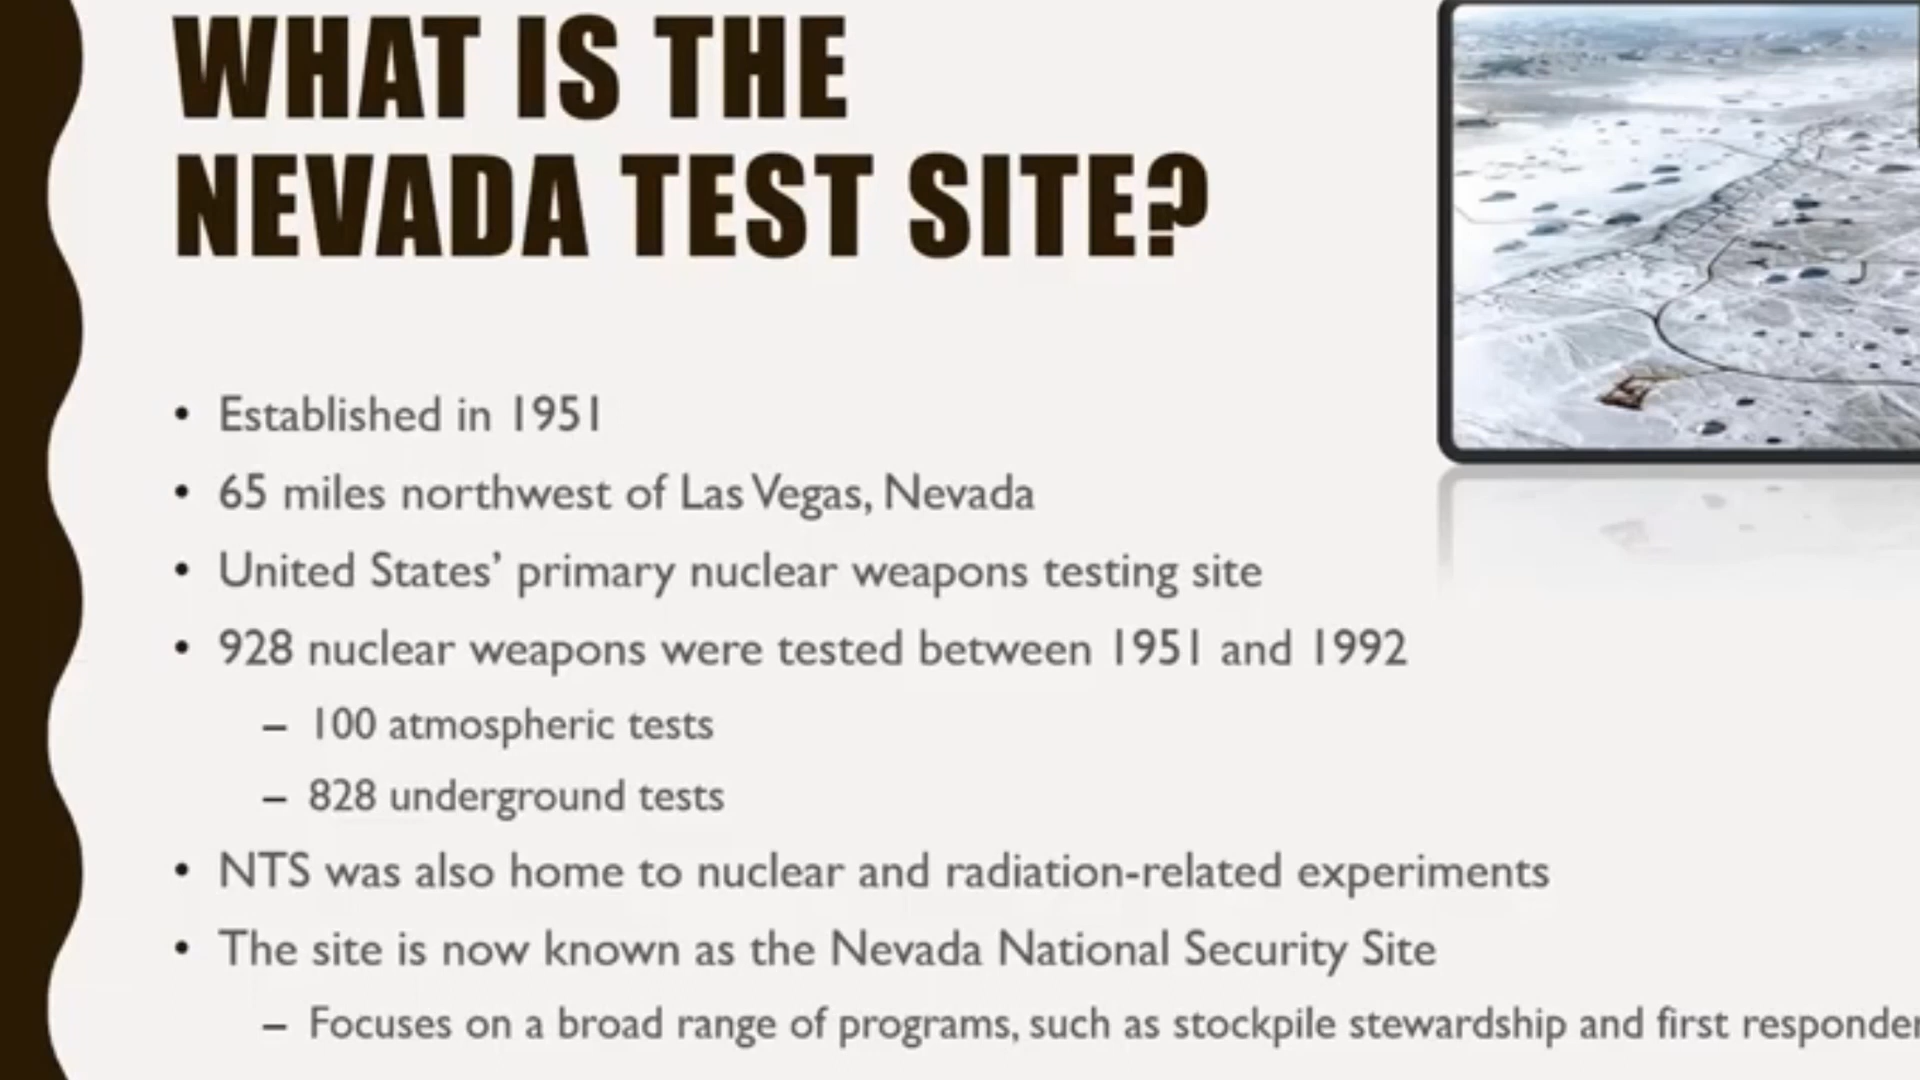 WHAT IS THE
NEVADA TEST SITE?
• Established in 1951
• 65 miles northwest of Las Vegas, Nevada
• United States’ primary nuclear weapons testing site
• 928 nuclear weapons were tested between 1951 and 1992
– 100 atmospheric tests
– 828 underground tests
• NTS was also home to nuclear and radiation-related experiments
• The site is now known as the Nevada National Security Site
– Focuses on a broad range of programs, such as stockpile stewardship and first